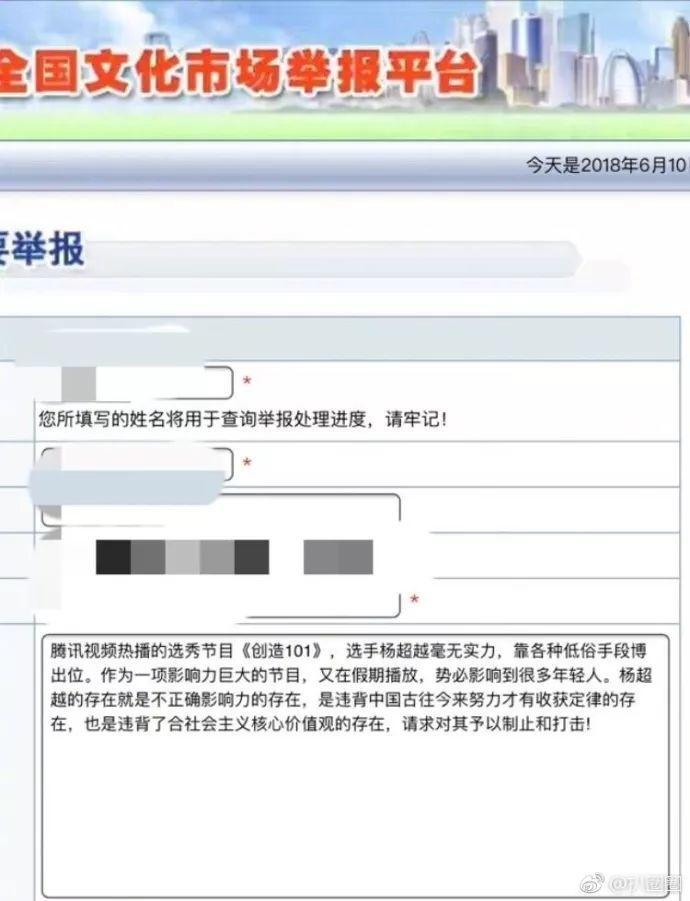 全国文化市场举报平台
今天是2018年6月10
要举报
*
您所填写的姓名将用于查询举报处理进度，请牢记！
*
*
腾讯视频热播的选秀节目《创造101》，选手杨超越毫无实力，靠各种低俗手段博
出位。作为一项影响力巨大的节目，又在假期播放，势必影响到很多年轻人。杨超
越的存在就是不正确影响力的存在，是违背中国古往今来努力才有收获定律的存
在，也是违背了合社会主义核心价值观的存在，请求对其予以制止和打击!
@扒圈圈